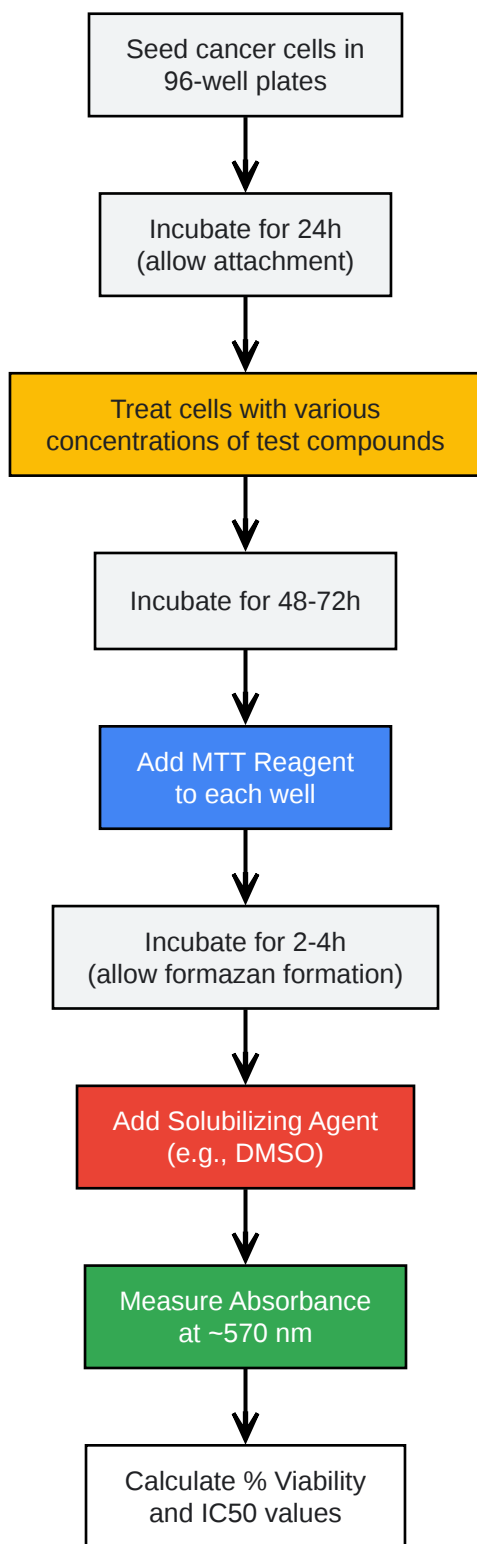 Seed cancer cells in
96-well plates
Incubate for 24h
(allow attachment)
Treat cells with various
concentrations of test compounds
Incubate for 48-72h
Add MTT Reagent
to each well
Incubate for 2-4h
(allow formazan formation)
Add Solubilizing Agent
(e.g., DMSO)
Measure Absorbance
at ~570 nm
Calculate % Viability
and IC50 values